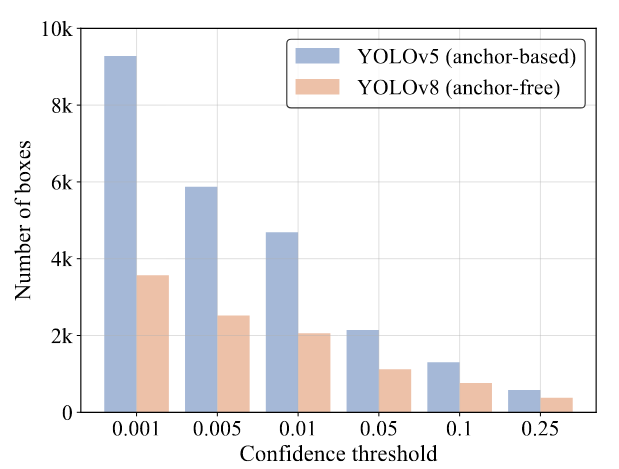 10k
8k
6k
4k
2k
0
Number of boxes
YOLOv5 (anchor-based)
YOLOv8 (anchor-free)
0.001 0.005 0.01 0.05 0.1 0.25
Confidence threshold